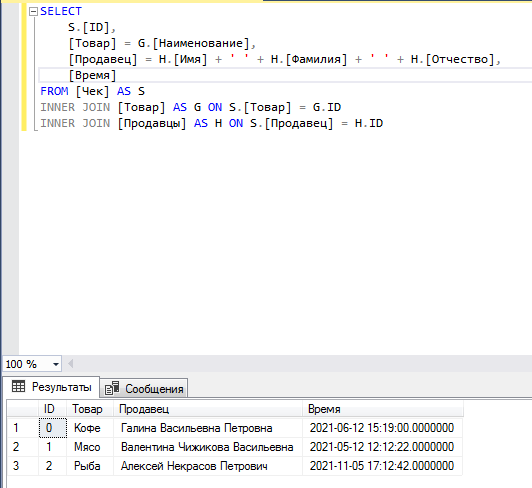 SELECT
S.[ID],
[Товар] = G.[Наименование],
[Продавец] = H.[Имя] + ' ' + H.[Фамилия] + ' ' + H.[Отчество],
[Время]
FROM [Чек] AS S
INNER JOIN [Товар] AS G ON S.[Товар] = G.ID
INNER JOIN [Продавцы] AS H ON S.[Продавец] = H.ID
100 %
Результаты Сообщения
ID Товар Продавец Время
1 0 Кофе Галина Васильевна Петровна 2021-06-12 15:19:00.0000000
2 1 Мясо Валентина Чижикова Васильевна 2021-05-12 12:12:22.0000000
3 2 Рыба Алексей Некрасов Петрович 2021-11-05 17:12:42.0000000